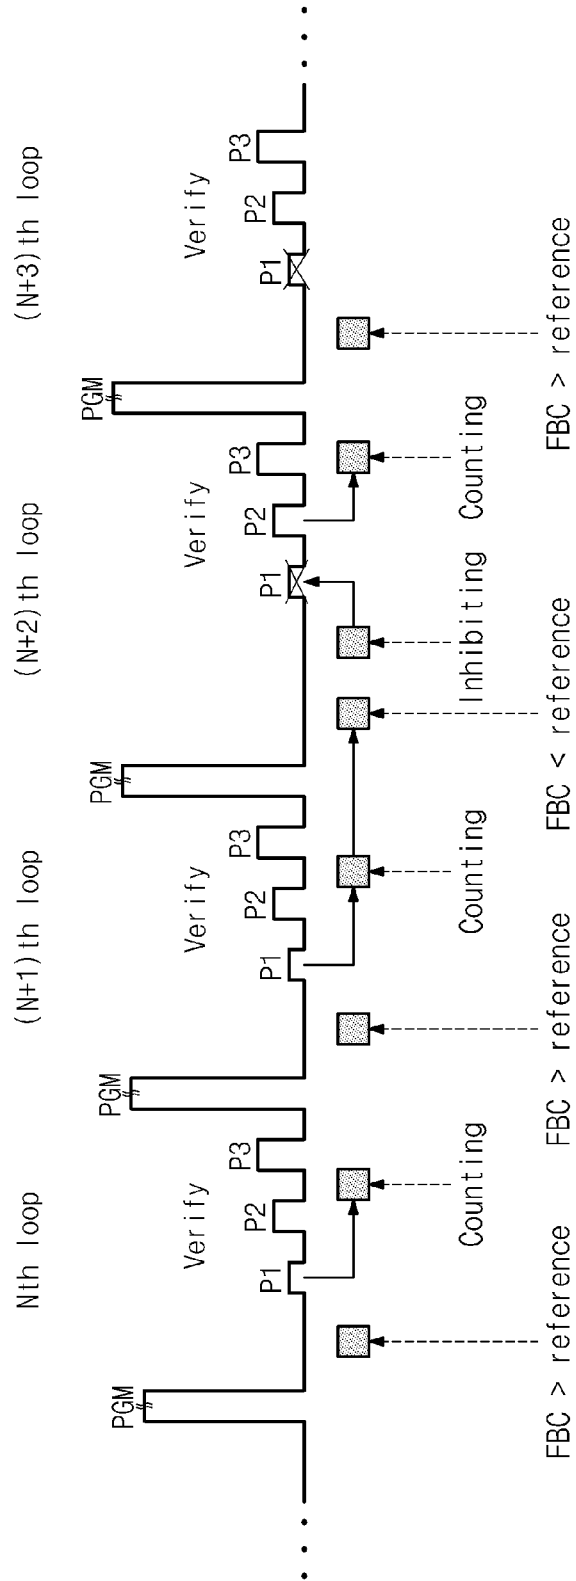 Nth loop
(N+1)th loop
(N+2)th loop
(N+3)th loop
PGM
Verify
P1
P2
P3
PGM
Verify
P1
P2
P3
PGM
Verify
P1
P2
P3
PGM
Verify
P1
P2
P3
Counting
Counting
Inhibiting
Counting
FBC > reference
FBC > reference
FBC < reference
FBC > reference